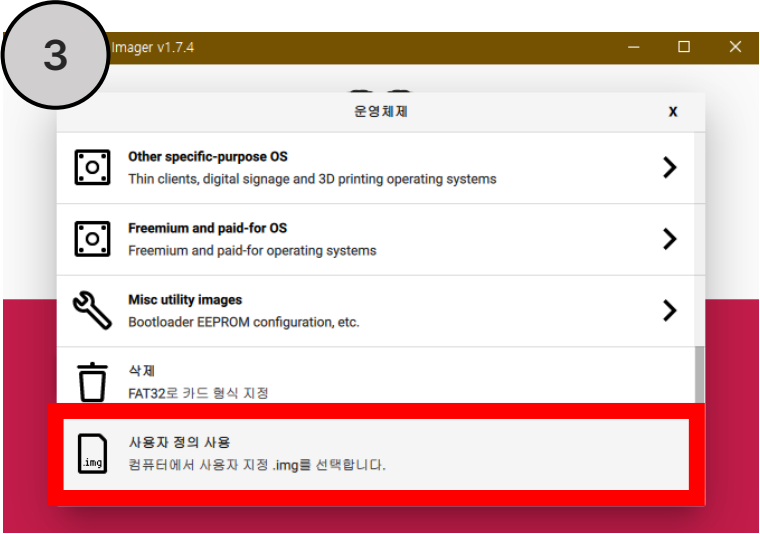 3
Imager v1.7.4
운영체제
X
Other specific-purpose OS
Thin clients, digital signage and 3D printing operating systems
Freemium and paid-for OS
Freemium and paid-for operating systems
Misc utility images
Bootloader EEPROM configuration, etc.
삭제
FAT32로 카드 형식 지정
.img
사용자 정의 사용
컴퓨터에서 사용자 지정 .img를 선택합니다.